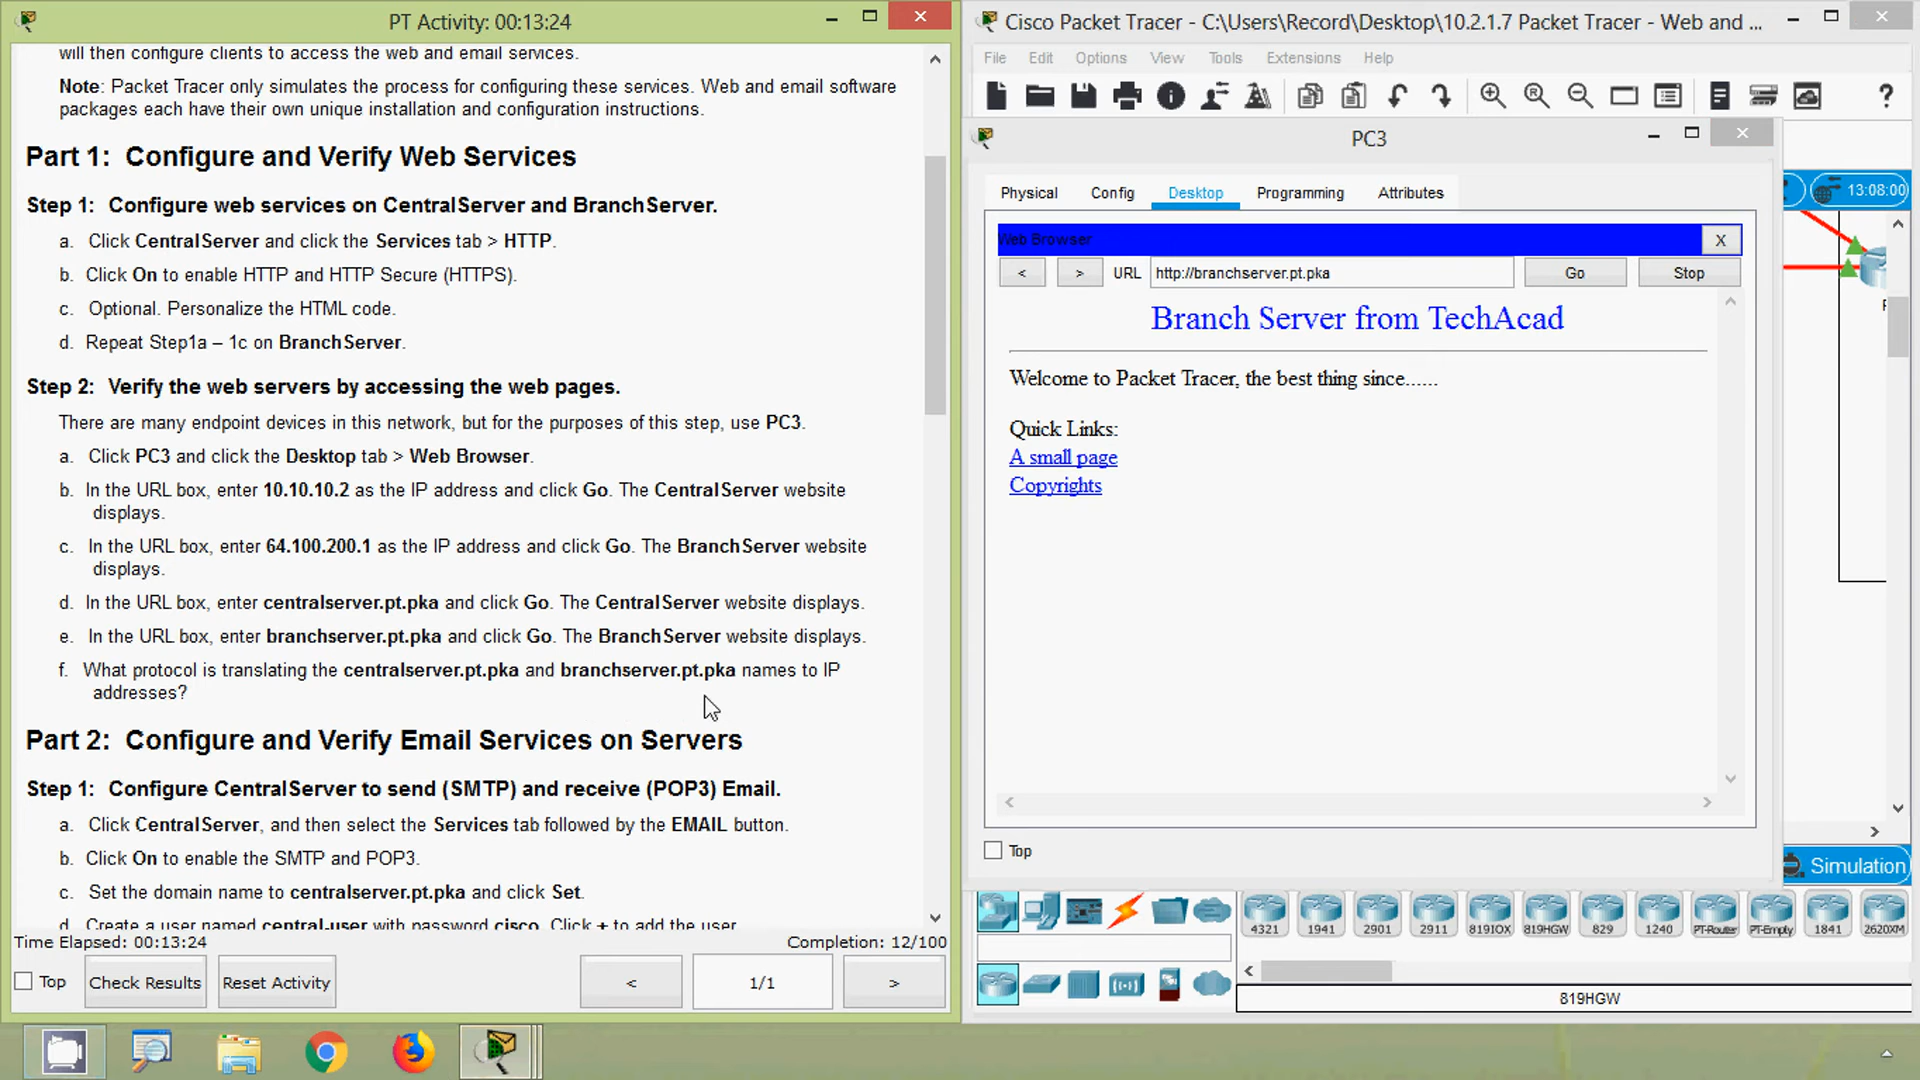 PT Activity: 00:13:24
will then configure clients to access the web and email services.
Note: Packet Tracer only simulates the process for configuring these services. Web and email software
packages each have their own unique installation and configuration instructions.
Part 1: Configure and Verify Web Services
Step 1: Configure web services on CentralServer and BranchServer.
a. Click CentralServer and click the Services tab > HTTP.
b. Click On to enable HTTP and HTTP Secure (HTTPS).
c. Optional. Personalize the HTML code.
d. Repeat Step1a – 1c on BranchServer.
Step 2: Verify the web servers by accessing the web pages.
There are many endpoint devices in this network, but for the purposes of this step, use PC3.
a. Click PC3 and click the Desktop tab > Web Browser.
b. In the URL box, enter 10.10.10.2 as the IP address and click Go. The CentralServer website
displays.
c. In the URL box, enter 64.100.200.1 as the IP address and click Go. The BranchServer website
displays.
d. In the URL box, enter centralserver.pt.pka and click Go. The CentralServer website displays.
e. In the URL box, enter branchserver.pt.pka and click Go. The BranchServer website displays.
f. What protocol is translating the centralserver.pt.pka and branchserver.pt.pka names to IP
addresses?
Part 2: Configure and Verify Email Services on Servers
Step 1: Configure CentralServer to send (SMTP) and receive (POP3) Email.
a. Click CentralServer, and then select the Services tab followed by the EMAIL button.
b. Click On to enable the SMTP and POP3.
c. Set the domain name to centralserver.pt.pka and click Set.
d. Create a user named central-user with password cisco. Click + to add the user.
Time Elapsed: 00:13:24 Completion: 12/100
Top Check Results Reset Activity < 1/1 >
Cisco Packet Tracer - C:\Users\Record\Desktop\10.2.1.7 Packet Tracer - Web and ...
File Edit Options View Tools Extensions Help
PC3
Physical Config Desktop Programming Attributes
13:08:00
Web Browser X
< > URL http://branchserver.pt.pka Go Stop
Branch Server from TechAcad
Welcome to Packet Tracer, the best thing since......
Quick Links:
A small page
Copyrights
Top
Simulation
4321 1941 2901 2911 819IOX 819HGW 829 1240 PT-Router PT-Empty 1841 2620XM
819HGW